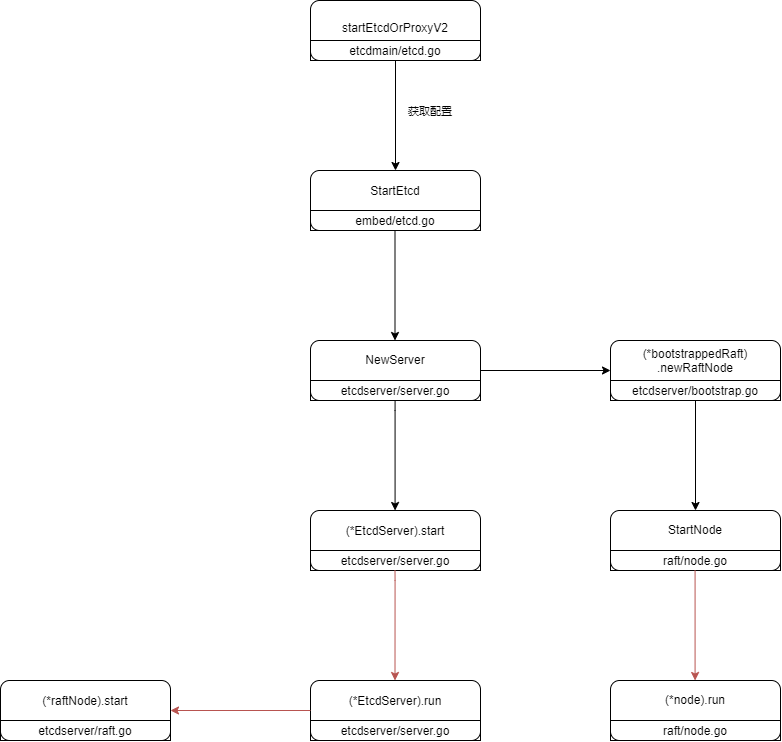 startEtcdOrProxyV2
etcdmain/etcd.go
获取配置
StartEtcd
embed/etcd.go
NewServer
etcdserver/server.go
(*bootstrappedRaft)
.newRaftNode
etcdserver/bootstrap.go
(*EtcdServer).start
etcdserver/server.go
StartNode
raft/node.go
(*raftNode).start
etcdserver/raft.go
(*EtcdServer).run
etcdserver/server.go
(*node).run
raft/node.go